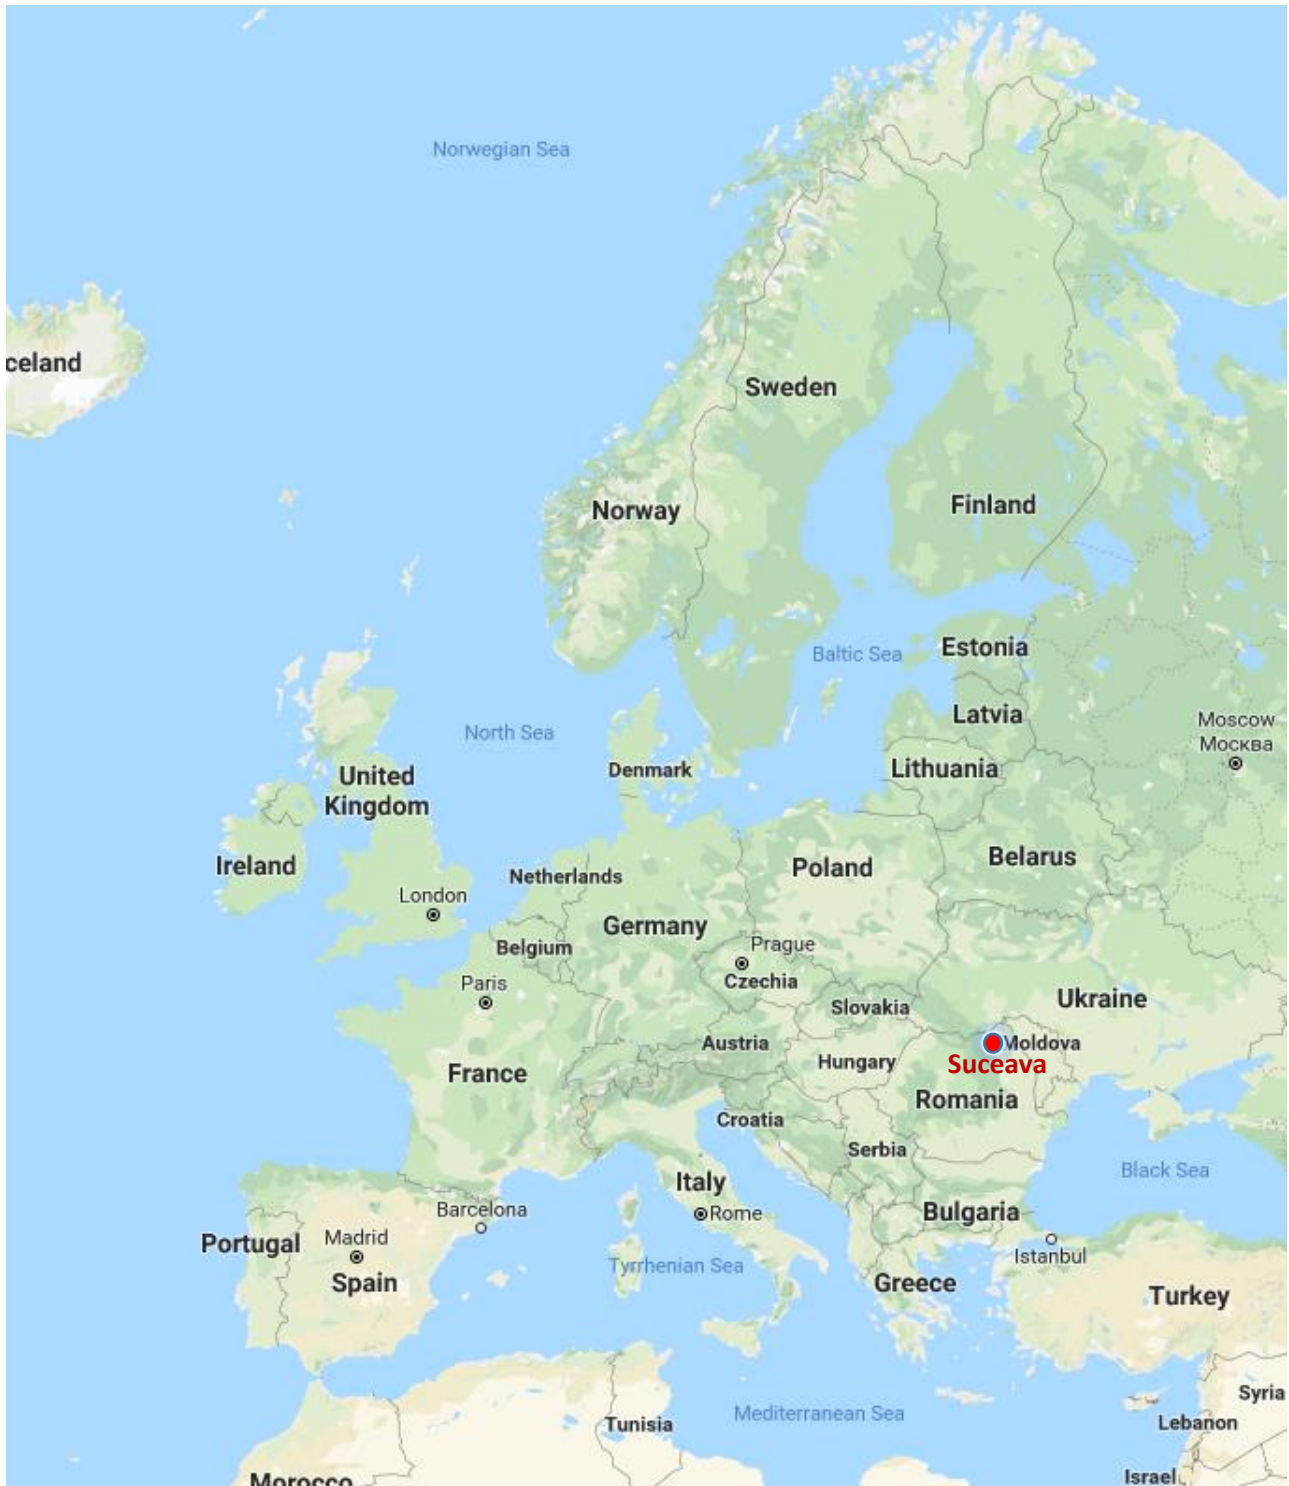 Norwegian Sea
celand
Sweden
Norway
Finland
Baltic Sea
Estonia
Latvia
Moscow
Москва
North Sea
Denmark
Lithuania
United
Kingdom
Ireland
Poland
Belarus
Netherlands
London
Germany
Belgium
Prague
Czechia
Paris
Slovakia
Ukraine
Austria
Moldova
Hungary
Suceava
France
Romania
Croatia
Serbia
Black Sea
Italy
Barcelona
Rome
Bulgaria
Portugal
Madrid
Istanbul
Tyrrhenian Sea
Spain
Greece
Turkey
Syria
Mediterranean Sea
Tunisia
Lebanon
Israel
Morocco